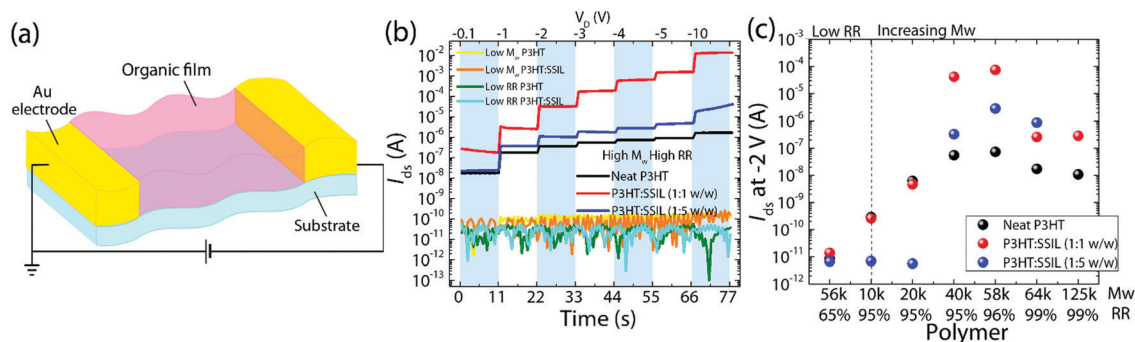 (a)
Organic film
Au
electrode
Substrate
(b)
V_D (V)
-0.1 -1 -2 -3 -4 -5 -10
10^-2
10^-3
10^-4
10^-5
10^-6
10^-7
10^-8
10^-9
10^-10
10^-11
10^-12
10^-13
I_ds (A)
Low M_w P3HT
Low M_w P3HT:SSIL
Low RR P3HT
Low RR P3HT:SSIL
High M_w High RR
Neat P3HT
P3HT:SSIL (1:1 w/w)
P3HT:SSIL (1:5 w/w)
0 11 22 33 44 55 66 77
Time (s)
(c)
Low RR
Increasing Mw
10^-3
10^-4
10^-5
10^-6
10^-7
10^-8
10^-9
10^-10
10^-11
10^-12
I_ds at -2 V (A)
Neat P3HT
P3HT:SSIL (1:1 w/w)
P3HT:SSIL (1:5 w/w)
56k 10k 20k 40k 58k 64k 125k Mw
65% 95% 95% 95% 96% 99% 99% RR
Polymer